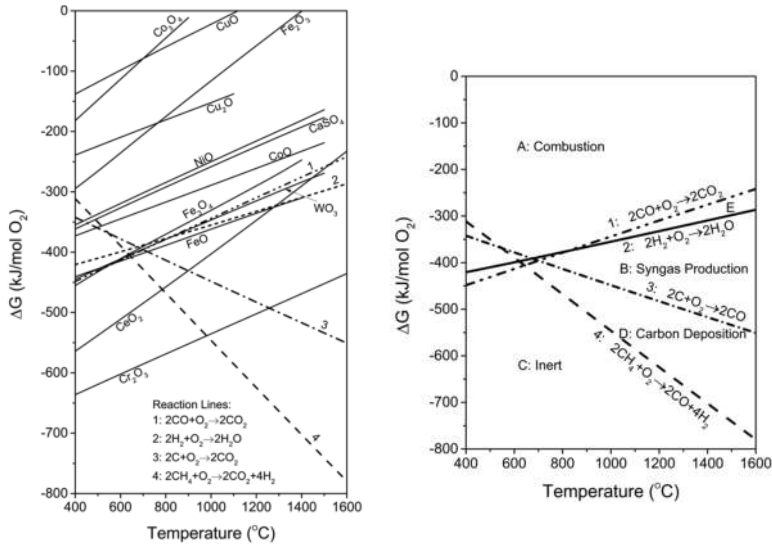 0
-100
-200
-300
-400
-500
-600
-700
-800
ΔG (kJ/mol O₂)
400 600 800 1000 1200 1400 1600
Temperature (°C)
Co₃O₄
CuO
Fe₂O₃
Cu₂O
NiO
CaSO₄
CoO
1
2
Fe₃O₄
WO₃
FeO
CeO₂
3
Cr₂O₃
4
Reaction Lines:
1: 2CO+O₂→2CO₂
2: 2H₂+O₂→2H₂O
3: 2C+O₂→2CO₂
4: 2CH₄+O₂→2CO₂+4H₂
0
-100
-200
-300
-400
-500
-600
-700
-800
ΔG (kJ/mol O₂)
400 600 800 1000 1200 1400 1600
Temperature (°C)
A: Combustion
1: 2CO+O₂→2CO₂
E
2: 2H₂+O₂→2H₂O
B: Syngas Production
3: 2C+O₂→2CO
D: Carbon Deposition
4: 2CH₄+O₂→2CO+4H₂
C: Inert